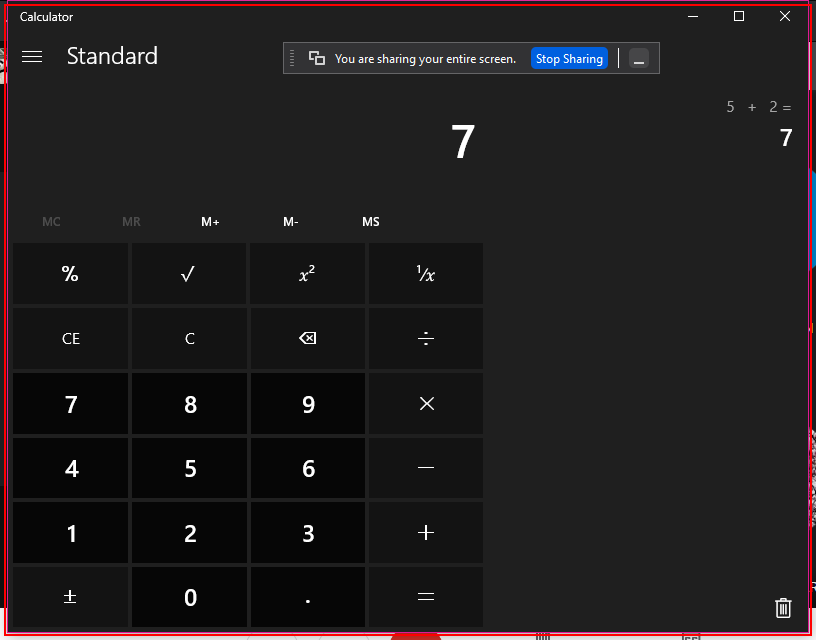 Calculator
Standard
You are sharing your entire screen. Stop Sharing
5 + 2 =
7
7
MC MR M+ M- MS
% √ x² ¹/x
CE C ÷
7 8 9 ×
4 5 6 −
1 2 3 +
± 0 . =